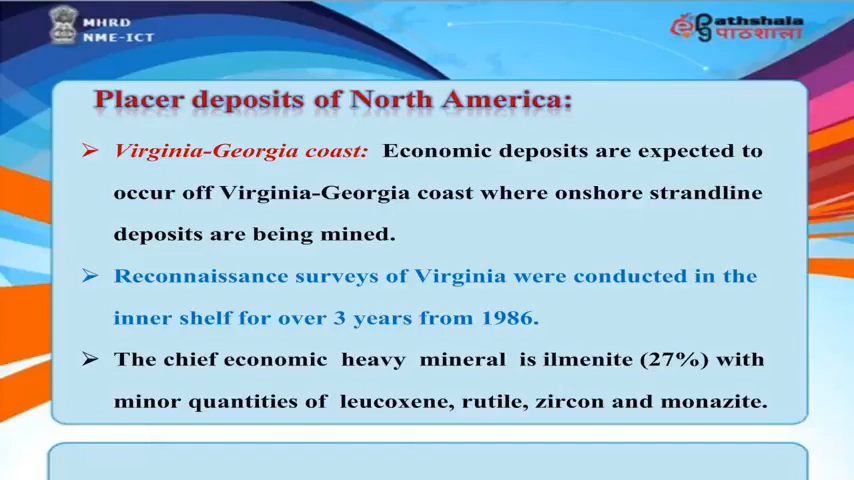 MHRD
NME-ICT
pathshala
पाठशाला
Placer deposits of North America:
Virginia-Georgia coast: Economic deposits are expected to
occur off Virginia-Georgia coast where onshore strandline
deposits are being mined.
Reconnaissance surveys of Virginia were conducted in the
inner shelf for over 3 years from 1986.
The chief economic heavy mineral is ilmenite (27%) with
minor quantities of leucoxene, rutile, zircon and monazite.